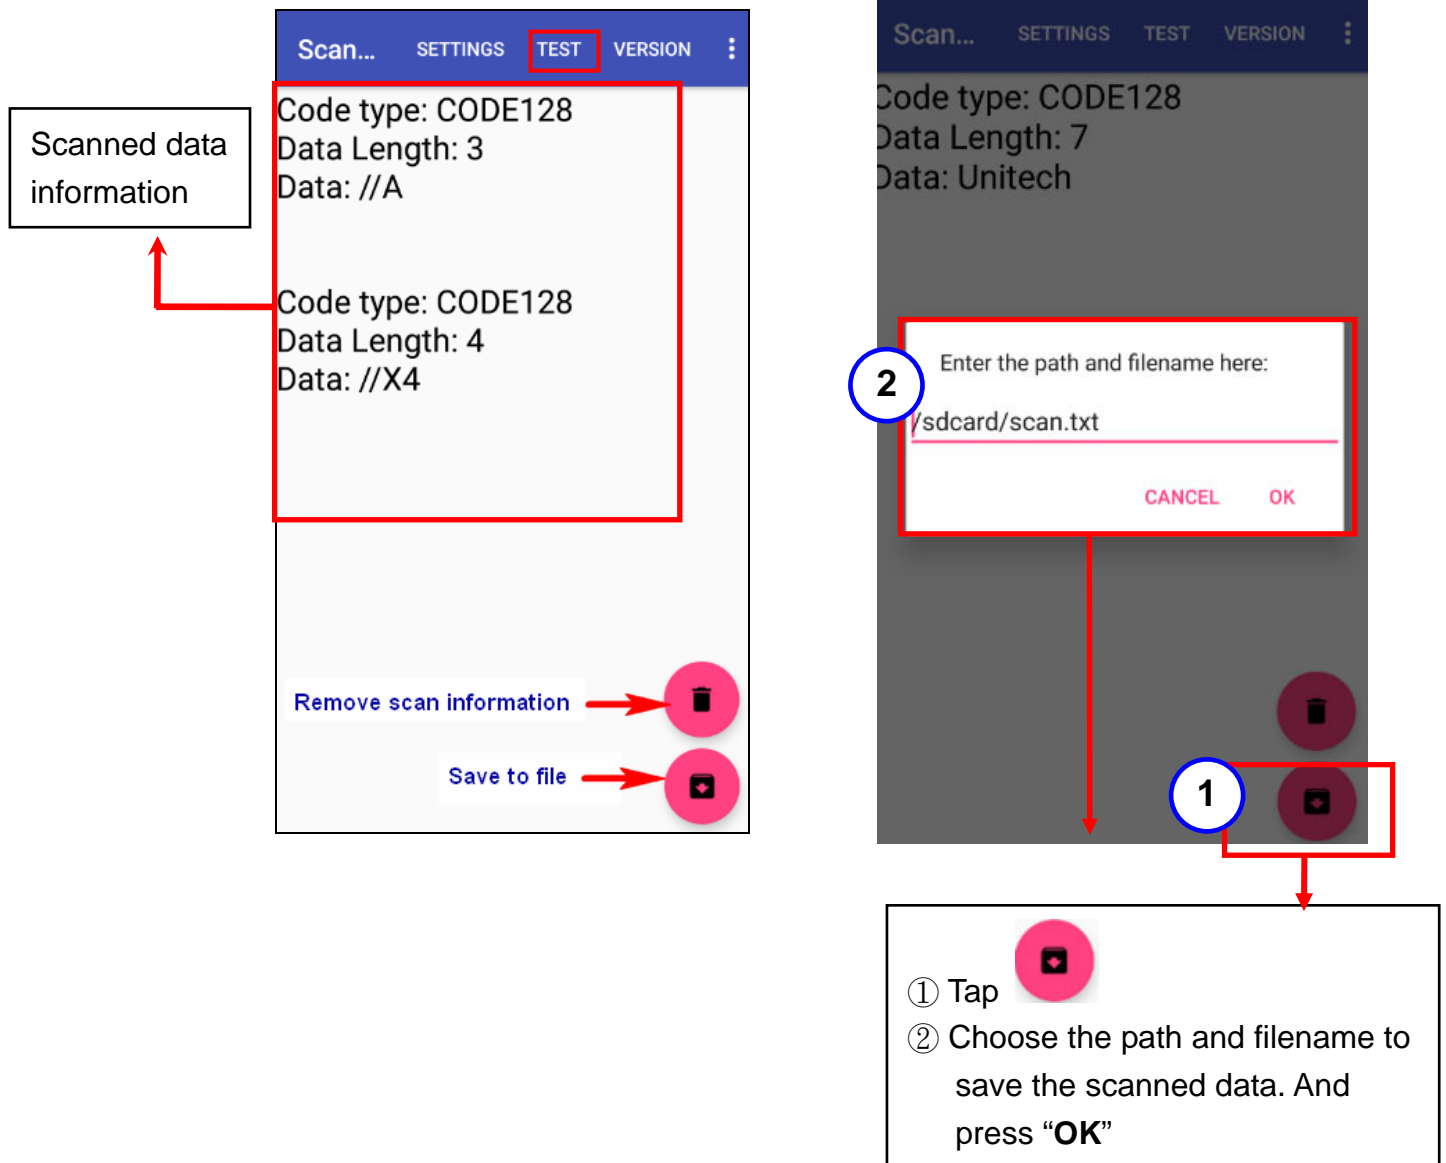 Scan... SETTINGS TEST VERSION
Scanned data
information
Code type: CODE128
Data Length: 3
Data: //A
Code type: CODE128
Data Length: 4
Data: //X4
Remove scan information
Save to file
Scan... SETTINGS TEST VERSION
Code type: CODE128
Data Length: 7
Data: Unitech
2
Enter the path and filename here:
/sdcard/scan.txt
CANCEL OK
1
① Tap
② Choose the path and filename to
save the scanned data. And
press “OK”